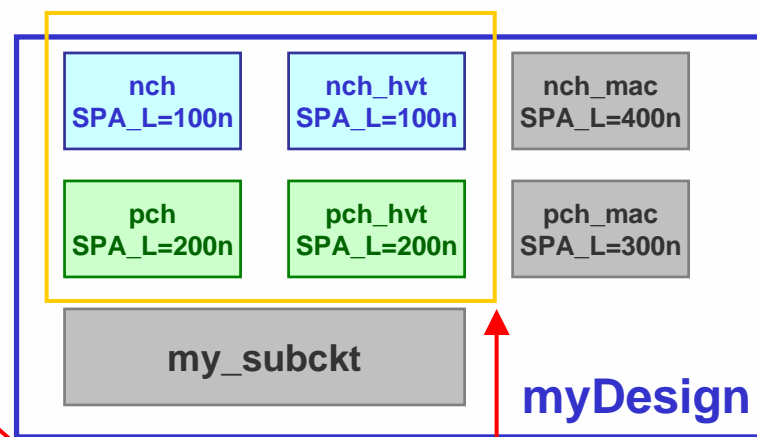 nch
SPA_L=100n
nch_hvt
SPA_L=100n
nch_mac
SPA_L=400n
pch
SPA_L=200n
pch_hvt
SPA_L=200n
pch_mac
SPA_L=300n
my_subckt
myDesign